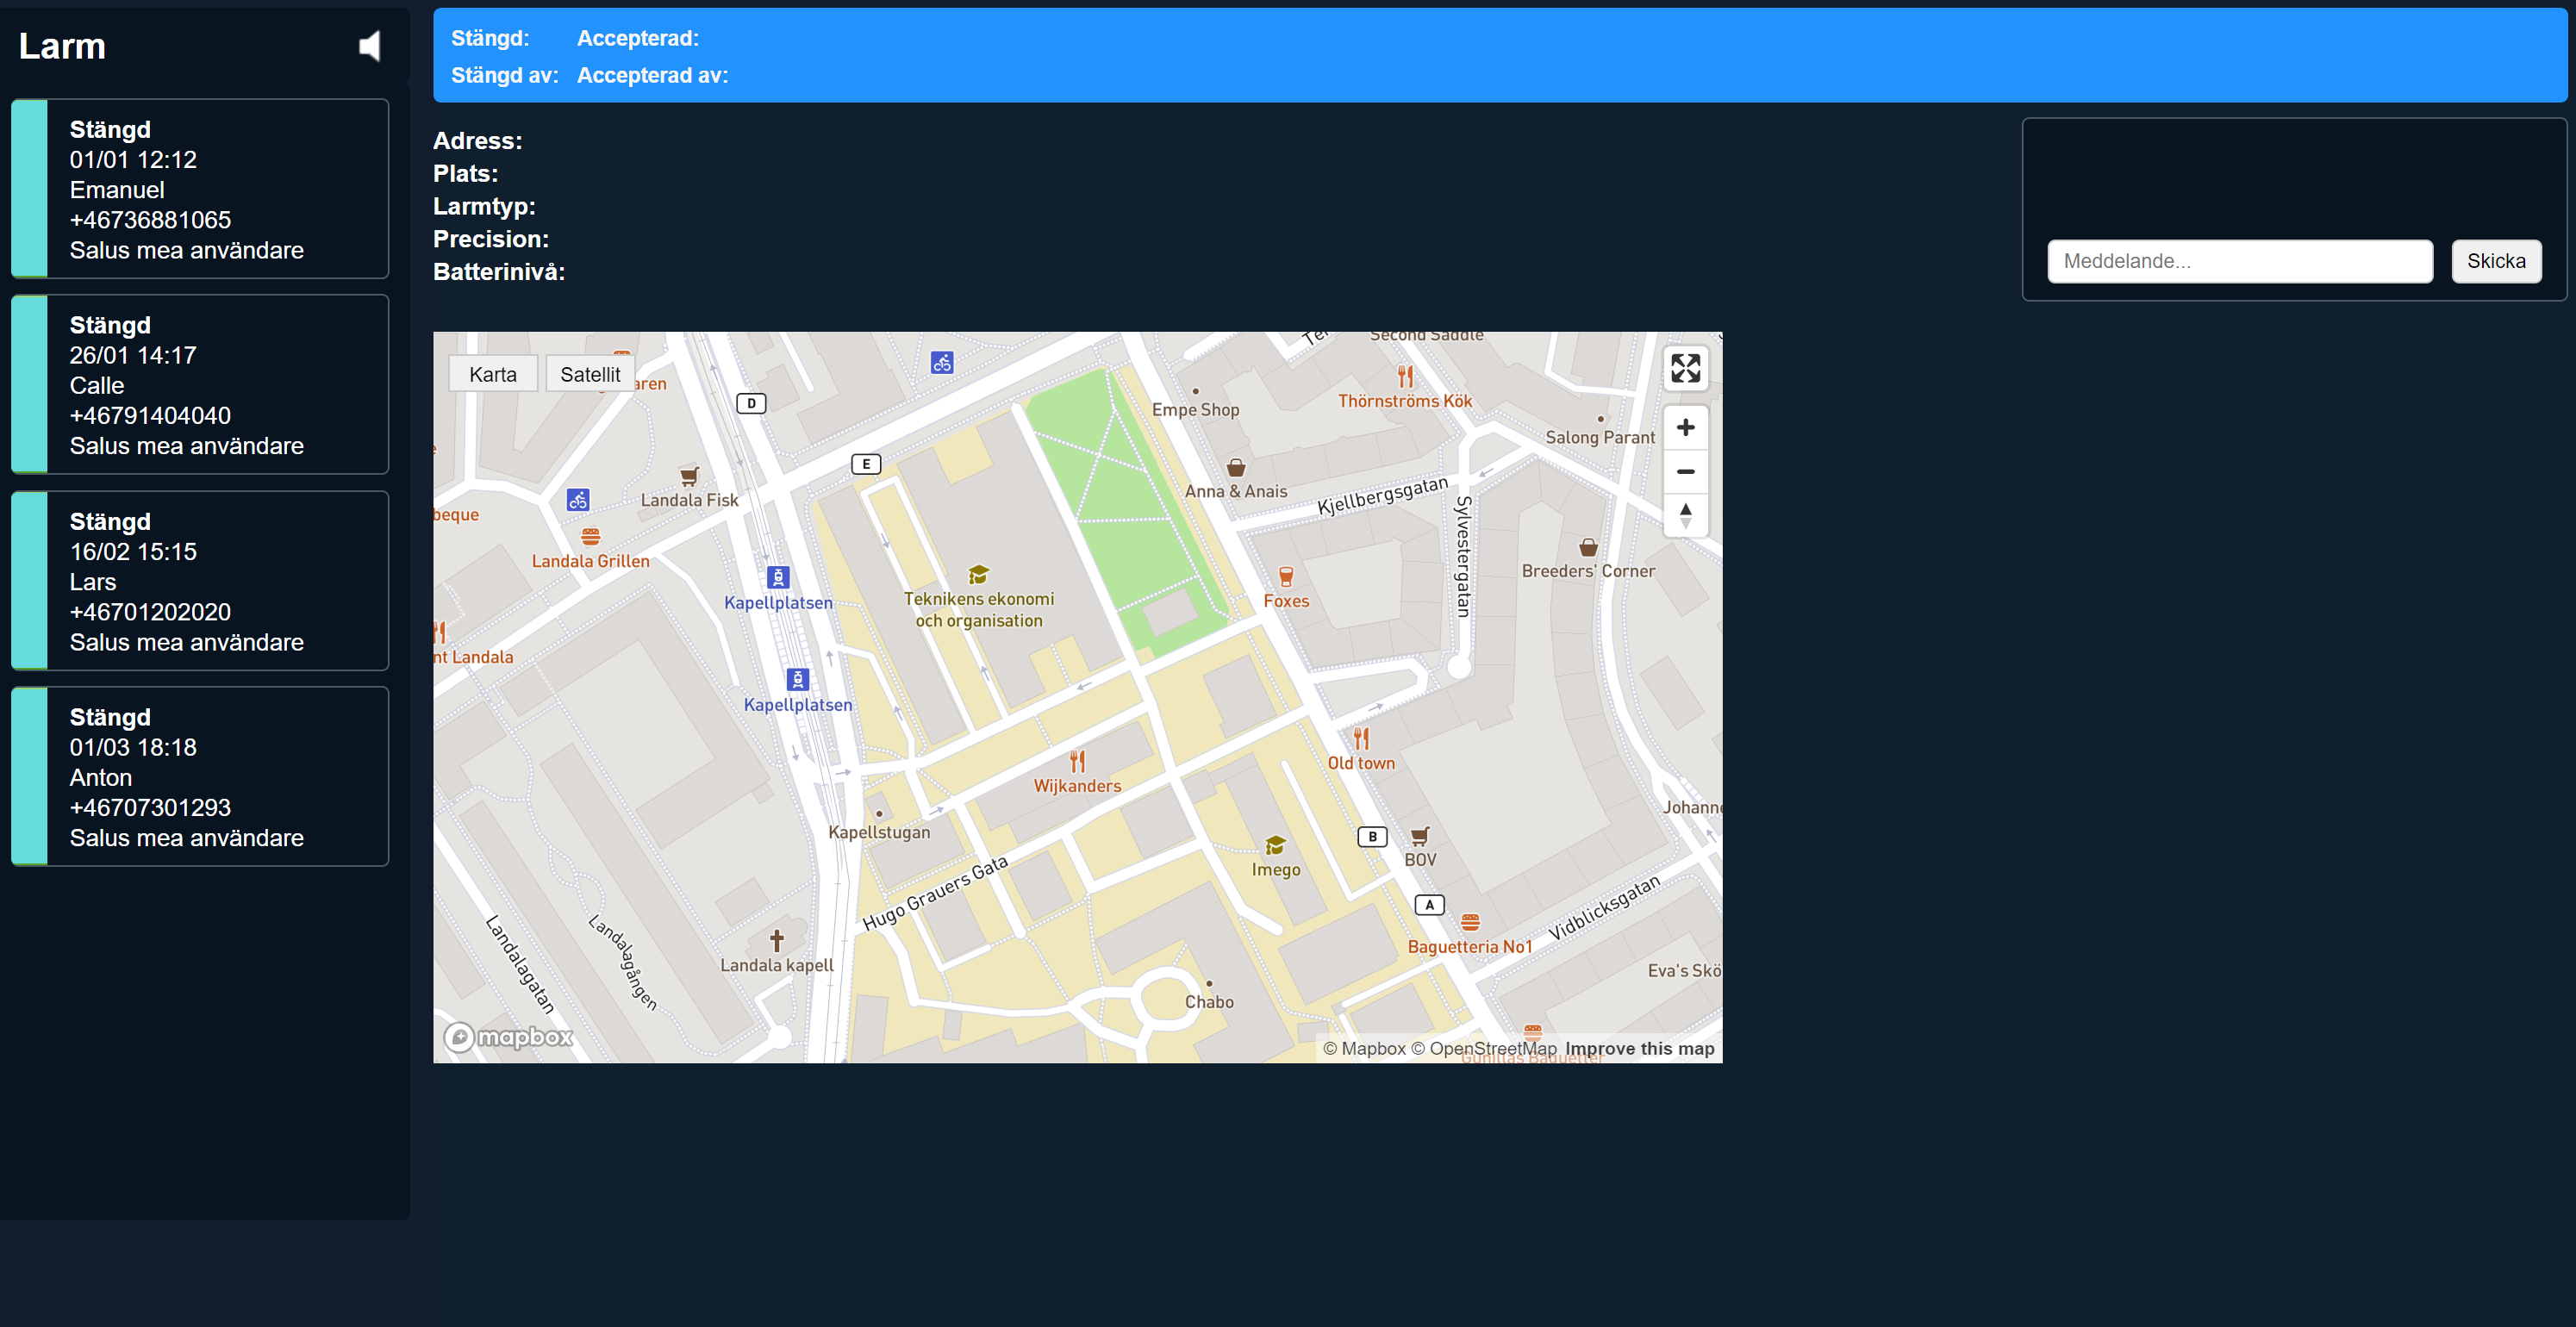 Larm
Stängd
01/01 12:12
Emanuel
+46736881065
Salus mea användare
Stängd
26/01 14:17
Calle
+46791404040
Salus mea användare
Stängd
16/02 15:15
Lars
+46701202020
Salus mea användare
Stängd
01/03 18:18
Anton
+46707301293
Salus mea användare
Stängd: Accepterad:
Stängd av: Accepterad av:
Adress:
Plats:
Larmtyp:
Precision:
Batterinivå:
Meddelande... Skicka
Karta Satellit
aren
D
E
Second Saddle
Thörnströms Kök
Empe Shop
Salong Parant
Anna & Anais
Kjellbergsgatan
Sylvestergatan
Landala Fisk
beque
Landala Grillen
Breeders' Corner
Kapellplatsen
Teknikens ekonomi
och organisation
Foxes
nt Landala
Kapellplatsen
Old town
Wijkanders
Johanne
Kapellstugan
B
BOV
Imego
Hugo Grauers Gata
A
Vidblicksgatan
Baguetteria No1
Landalagatan
Landalagången
Landala kapell
Eva's Skö
Chabo
mapbox
Gunillas Baguetter
© Mapbox © OpenStreetMap Improve this map